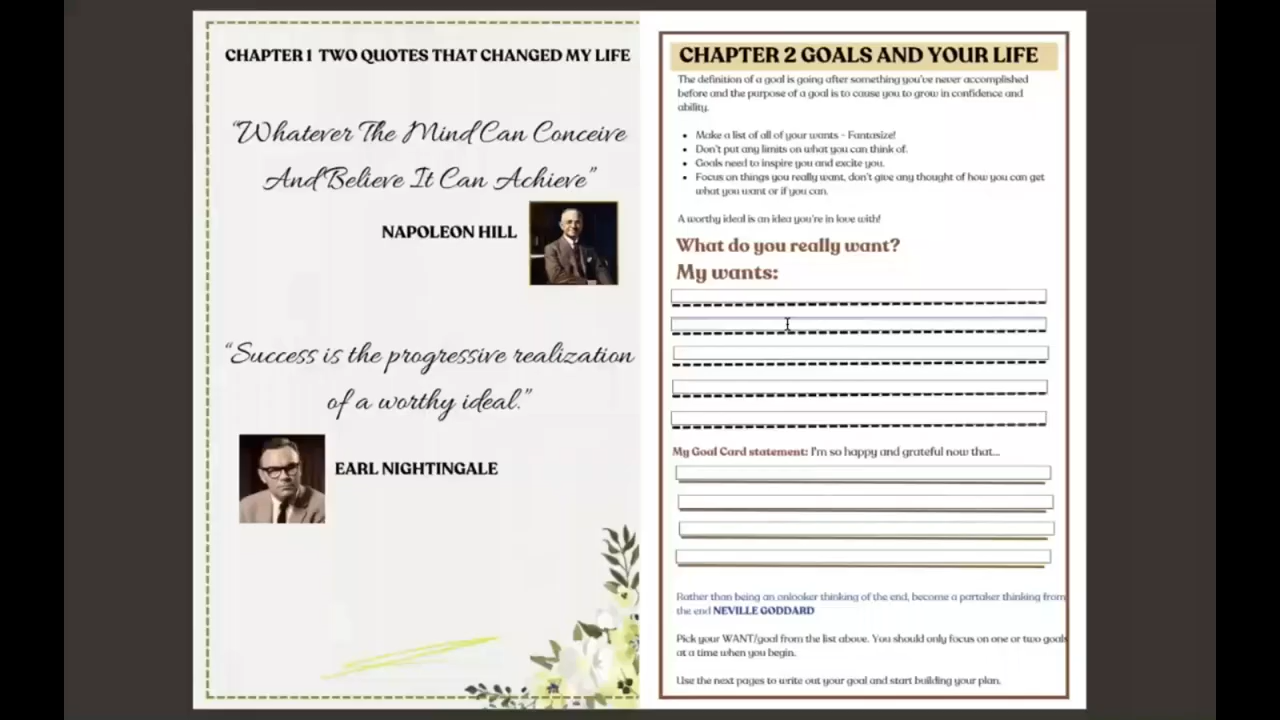 CHAPTER 1 TWO QUOTES THAT CHANGED MY LIFE
“Whatever The Mind Can Conceive
And Believe It Can Achieve”
NAPOLEON HILL
“Success is the progressive realization
of a worthy ideal.”
EARL NIGHTINGALE
CHAPTER 2 GOALS AND YOUR LIFE
The definition of a goal is going after something you've never accomplished
before and the purpose of a goal is to cause you to grow in confidence and
ability.
• Make a list of all of your wants - Fantasize!
• Don't put any limits on what you can think of.
• Goals need to inspire you and excite you.
• Focus on things you really want, don't give any thought of how you can get
what you want or if you can.
A worthy ideal is an idea you're in love with!
What do you really want?
My wants:
My Goal Card statement: I'm so happy and grateful now that...
Rather than being an onlooker thinking of the end, become a partaker thinking from
the end NEVILLE GODDARD
Pick your WANT/goal from the list above. You should only focus on one or two goals
at a time when you begin.
Use the next pages to write out your goal and start building your plan.